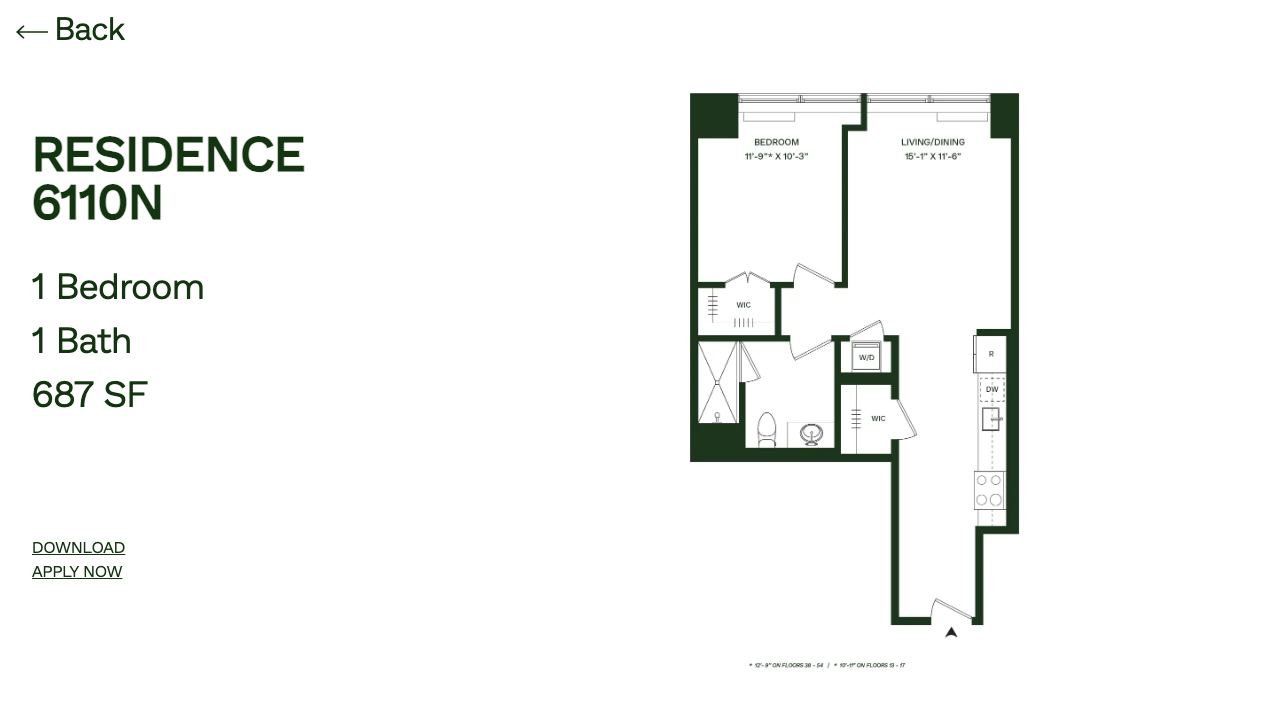 Back
RESIDENCE
6110N
1 Bedroom
1 Bath
687 SF
DOWNLOAD
APPLY NOW
BEDROOM
11'-9"* X 10'-3"
LIVING/DINING
15'-1" X 11'-6"
WIC
W/D
R
DW
WIC
* 12'- 9" ON FLOORS 38 - 54 | * 10'-11" ON FLOORS 13 - 17